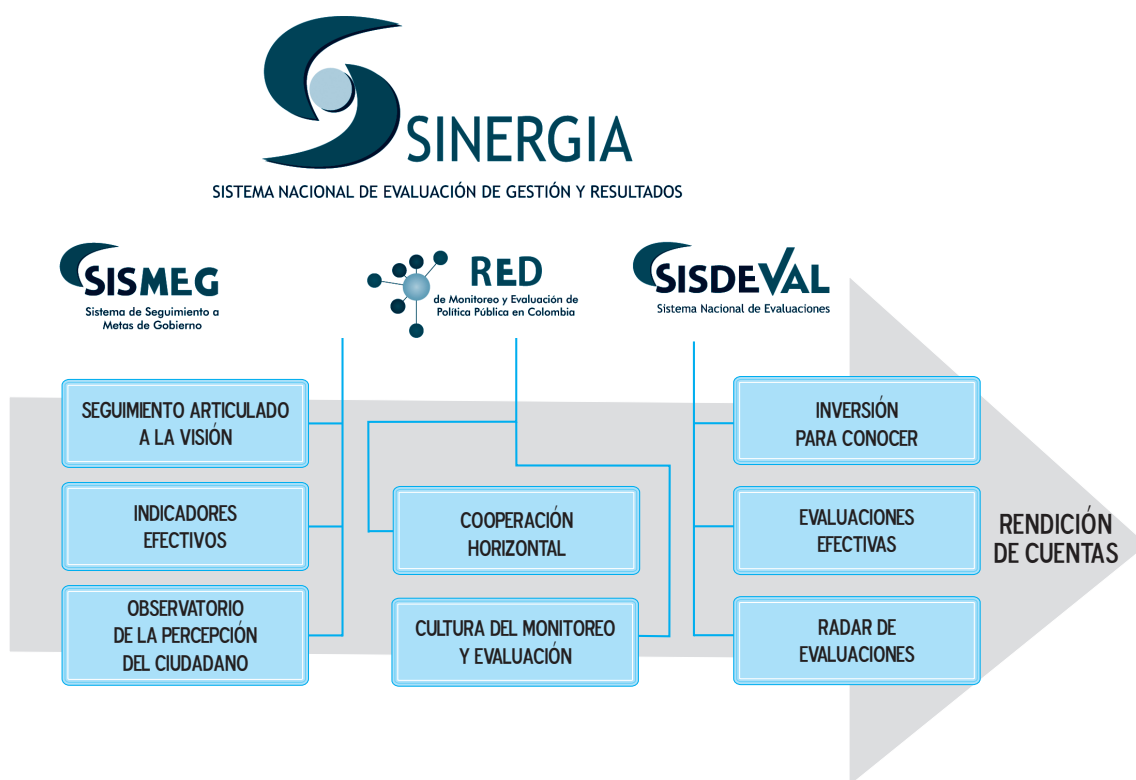 SINERGIA
SISTEMA NACIONAL DE EVALUACIÓN DE GESTIÓN Y RESULTADOS
SISMEG
Sistema de Seguimiento a
Metas de Gobierno
RED
de Monitoreo y Evaluación de
Política Pública en Colombia
SISDEVAL
Sistema Nacional de Evaluaciones
SEGUIMIENTO ARTICULADO
A LA VISIÓN
INDICADORES
EFECTIVOS
OBSERVATORIO
DE LA PERCEPCIÓN
DEL CIUDADANO
COOPERACIÓN
HORIZONTAL
CULTURA DEL MONITOREO
Y EVALUACIÓN
INVERSIÓN
PARA CONOCER
EVALUACIONES
EFECTIVAS
RADAR DE
EVALUACIONES
RENDICIÓN
DE CUENTAS